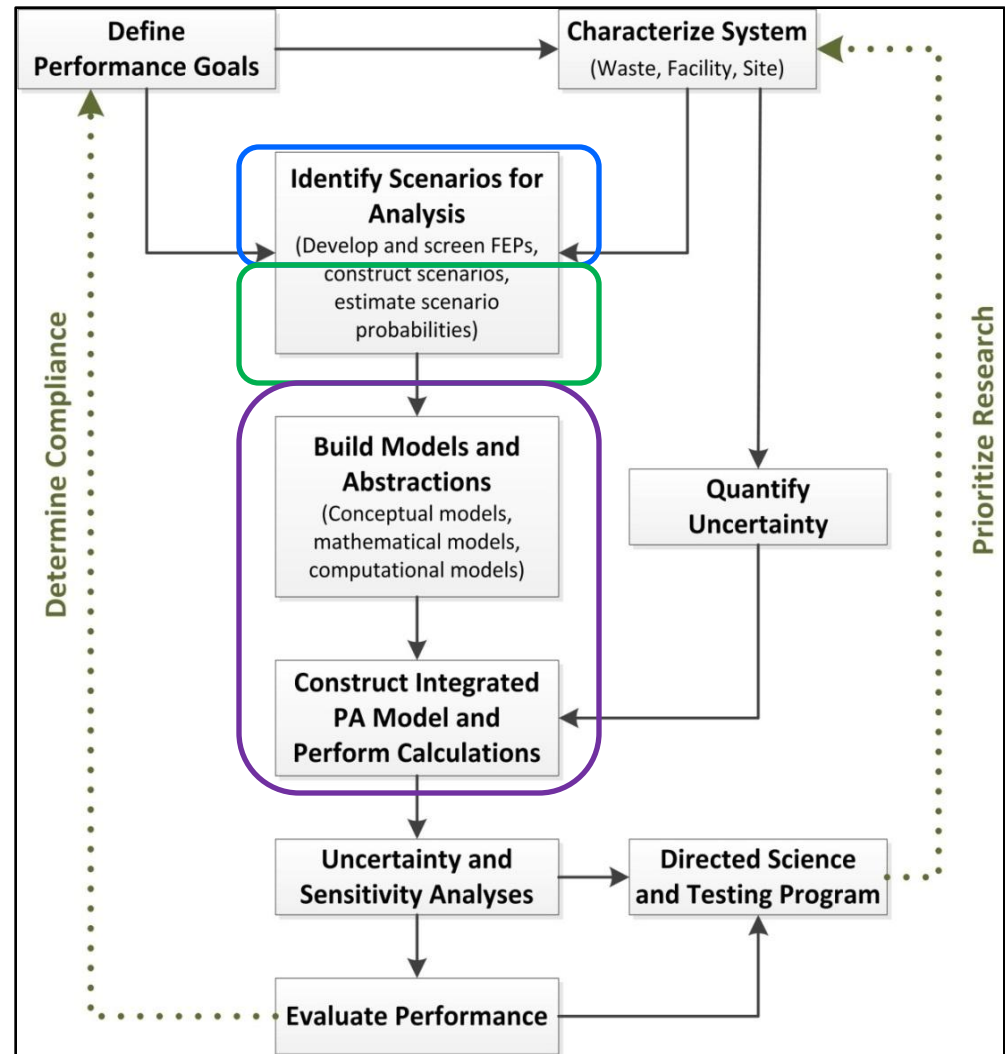 Define
Performance Goals
Characterize System
(Waste, Facility, Site)
Identify Scenarios for
Analysis
(Develop and screen FEPs,
construct scenarios,
estimate scenario
probabilities)
Build Models and
Abstractions
(Conceptual models,
mathematical models,
computational models)
Quantify
Uncertainty
Construct Integrated
PA Model and
Perform Calculations
Uncertainty and
Sensitivity Analyses
Directed Science
and Testing Program
Evaluate Performance
Determine Compliance
Prioritize Research